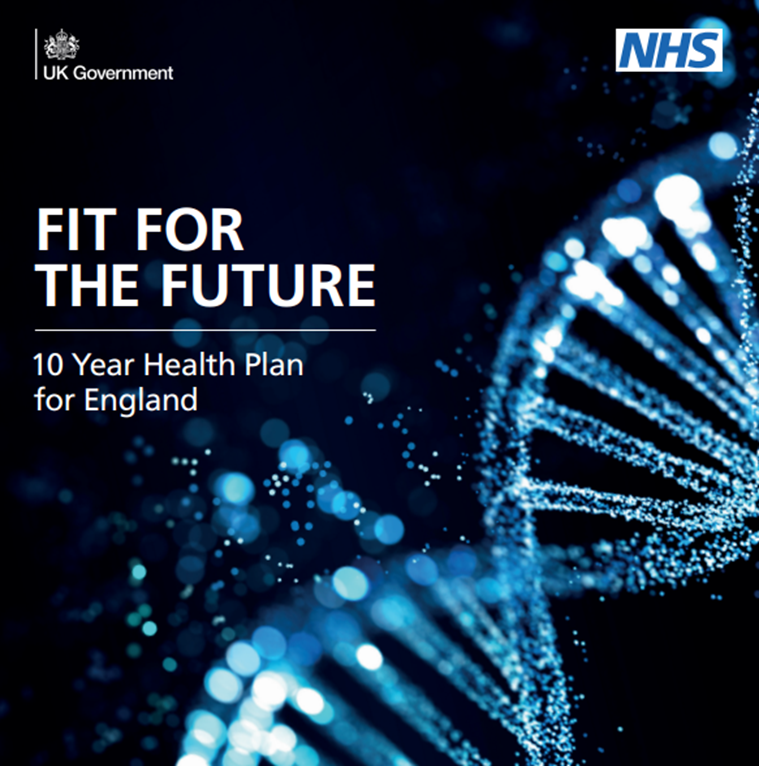 UK Government
NHS
FIT FOR
THE FUTURE
10 Year Health Plan
for England